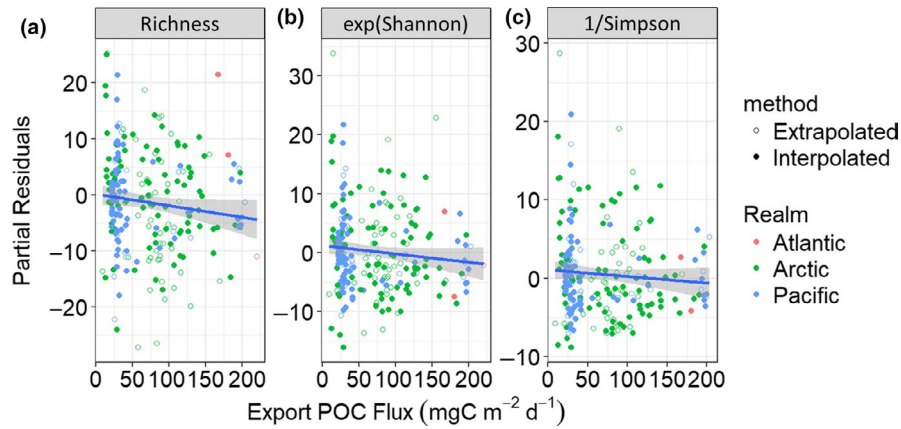 (a) Richness (b) exp(Shannon) (c) 1/Simpson
Partial Residuals
20
10
0
−10
−20
30
20
10
0
−10
30
20
10
0
−10
0 50 100 150 200 0 50 100 150 200 0 50 100 150 200
Export POC Flux (mgC m⁻² d⁻¹)
method
Extrapolated
Interpolated
Realm
Atlantic
Arctic
Pacific